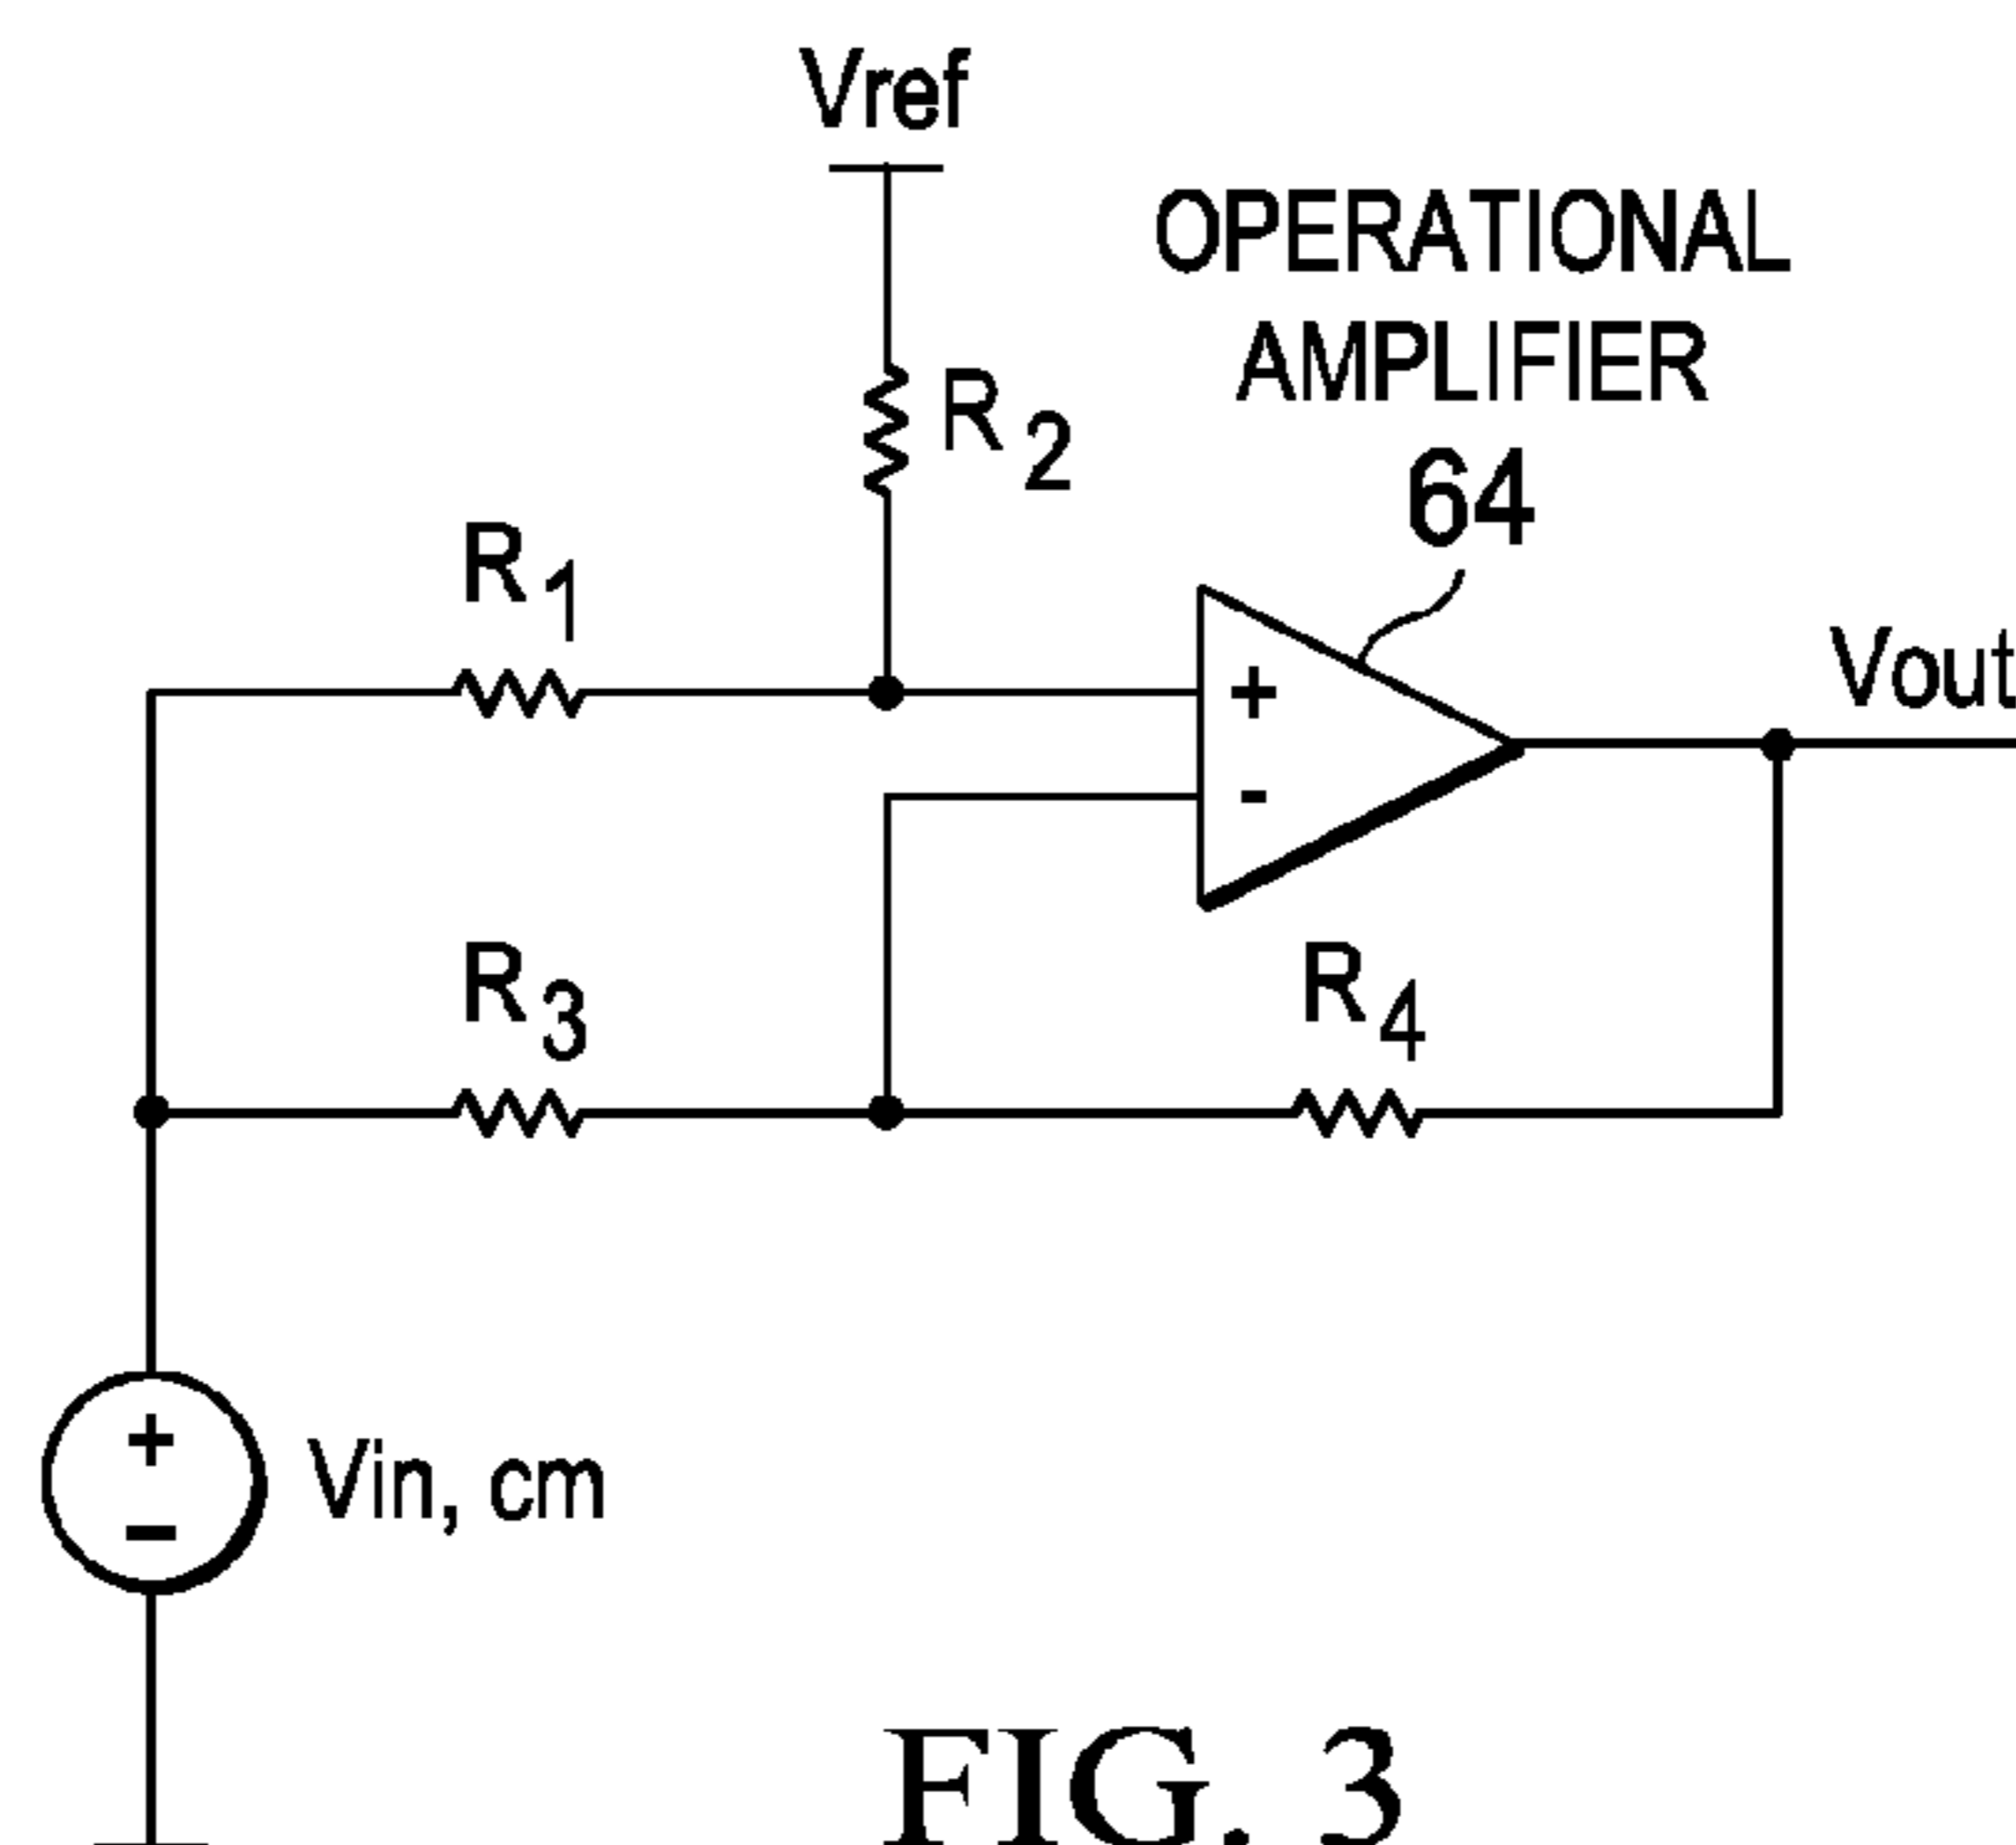 Vref
OPERATIONAL
AMPLIFIER
64
R2
R1
+
-
Vout
R3
R4
+
−
Vin, cm
FIG. 3